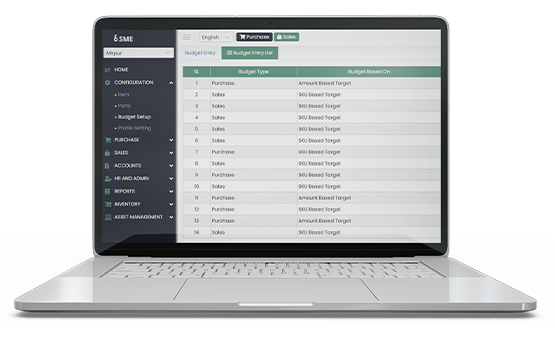 6 SME
English
Purchase
Sales
Mirpur
Budget Entry
Budget Entry List
HOME
CONFIGURATION
Item
Party
Budget Setup
Profile Setting
PURCHASE
SALES
ACCOUNTS
HR AND ADMIN
REPORTS
INVENTORY
ASSET MANAGEMENT
SL Budget Type Budget Based On
1 Purchase Amount Based Target
2 Sales SKU Based Target
3 Sales SKU Based Target
4 Sales SKU Based Target
5 Sales SKU Based Target
6 Sales SKU Based Target
7 Purchase SKU Based Target
8 Sales SKU Based Target
9 Purchase SKU Based Target
10 Sales SKU Based Target
11 Purchase Amount Based Target
12 Purchase SKU Based Target
13 Purchase Amount Based Target
14 Sales SKU Based Target